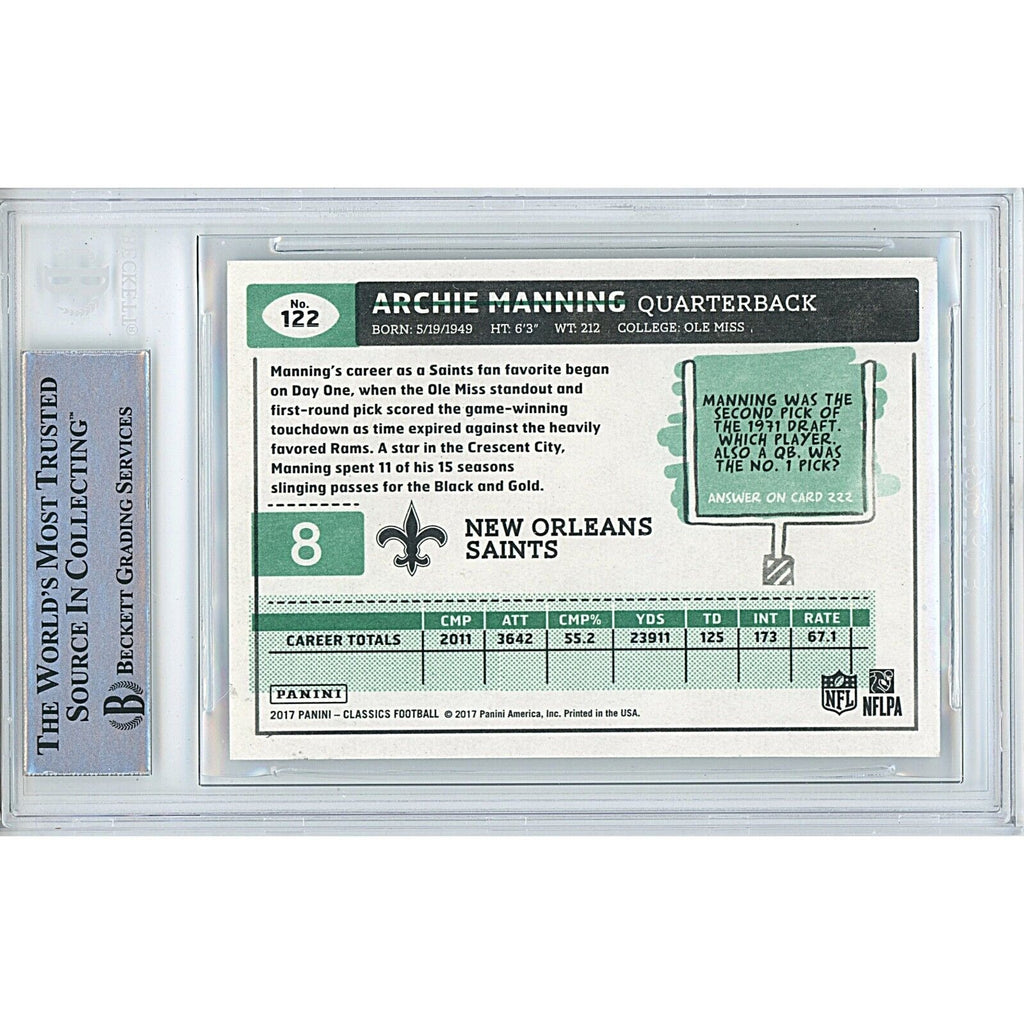 BECKETT®
THE WORLD'S MOST TRUSTED
SOURCE IN COLLECTING™
BECKETT GRADING SERVICES
B
No.
122
ARCHIE MANNING QUARTERBACK
BORN: 5/19/1949 HT: 6'3" WT: 212 COLLEGE: OLE MISS
Manning's career as a Saints fan favorite began
on Day One, when the Ole Miss standout and
first-round pick scored the game-winning
touchdown as time expired against the heavily
favored Rams. A star in the Crescent City,
Manning spent 11 of his 15 seasons
slinging passes for the Black and Gold.
MANNING WAS THE
SECOND PICK OF
THE 1971 DRAFT.
WHICH PLAYER,
ALSO A QB, WAS
THE NO. 1 PICK?
ANSWER ON CARD 222
8
NEW ORLEANS
SAINTS
CMP ATT CMP% YDS TD INT RATE
CAREER TOTALS 2011 3642 55.2 23911 125 173 67.1
PANINI
2017 PANINI – CLASSICS FOOTBALL © 2017 Panini America, Inc. Printed in the USA.
NFL
NFLPA